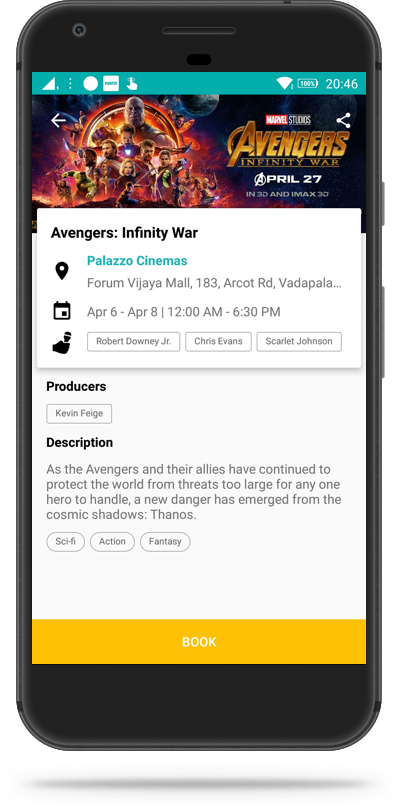 100%
20:46
MARVEL STUDIOS
AVENGERS
INFINITY WAR
APRIL 27
IN 3D AND IMAX 3D
Avengers: Infinity War
Palazzo Cinemas
Forum Vijaya Mall, 183, Arcot Rd, Vadapala...
Apr 6 - Apr 8 | 12:00 AM - 6:30 PM
Robert Downey Jr. Chris Evans Scarlet Johnson
Producers
Kevin Feige
Description
As the Avengers and their allies have continued to
protect the world from threats too large for any one
hero to handle, a new danger has emerged from the
cosmic shadows: Thanos.
Sci-fi Action Fantasy
BOOK